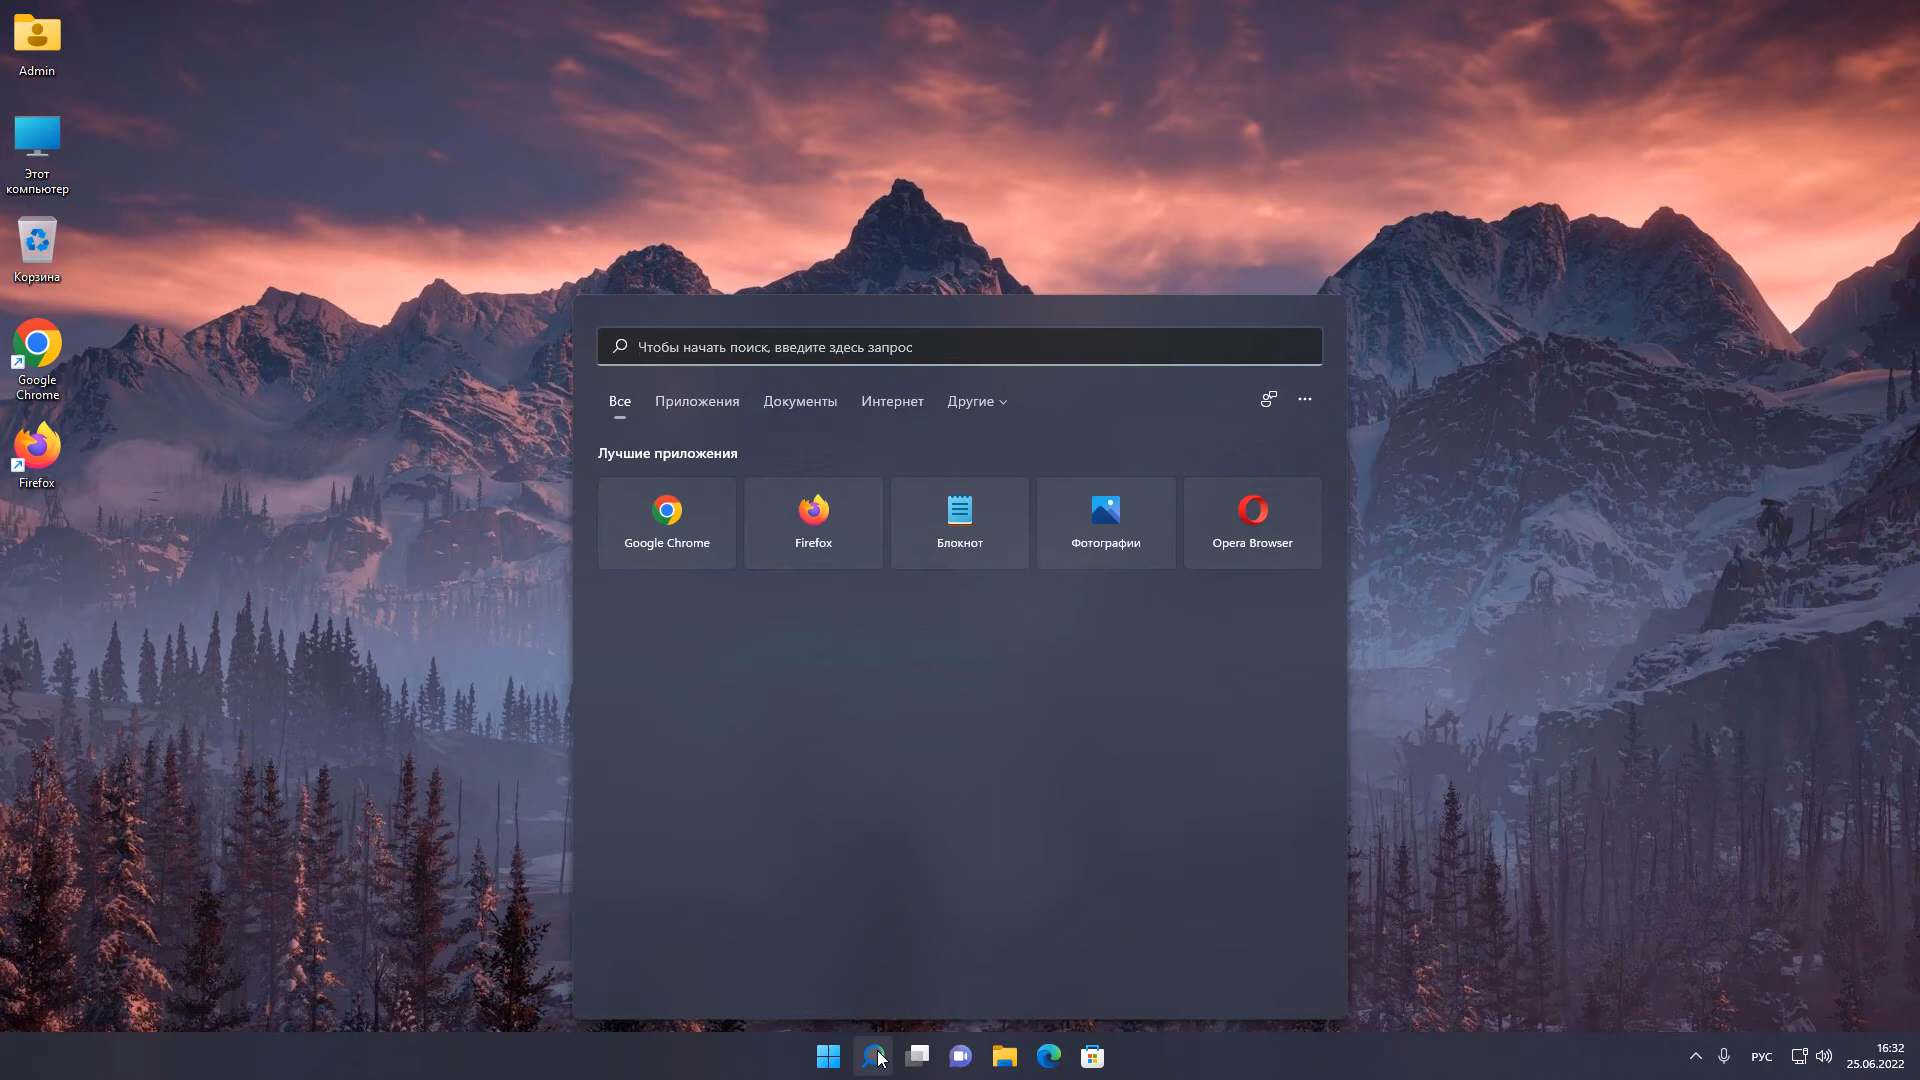 Admin
Этот
компьютер
Корзина
Google
Chrome
Firefox
Чтобы начать поиск, введите здесь запрос
Все Приложения Документы Интернет Другие
Лучшие приложения
Google Chrome Firefox Блокнот Фотографии Opera Browser
РУС
16:32
25.06.2022